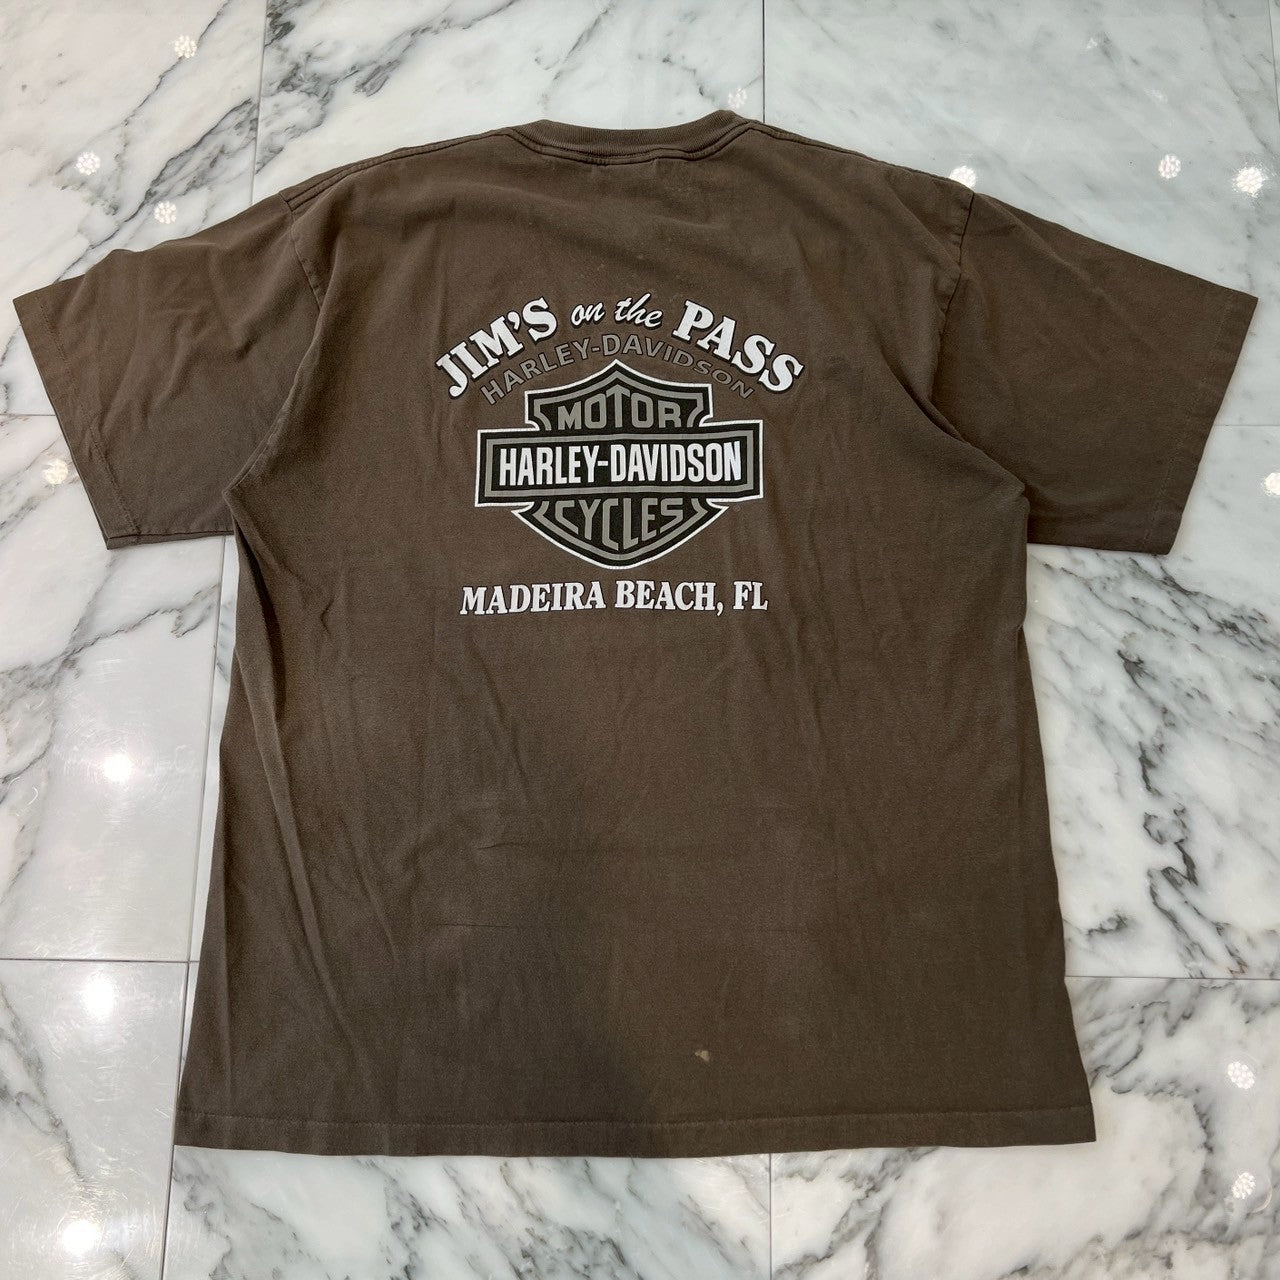 JIM'S on the PASS
HARLEY-DAVIDSON
MOTOR
HARLEY-DAVIDSON
CYCLES
MADEIRA BEACH, FL